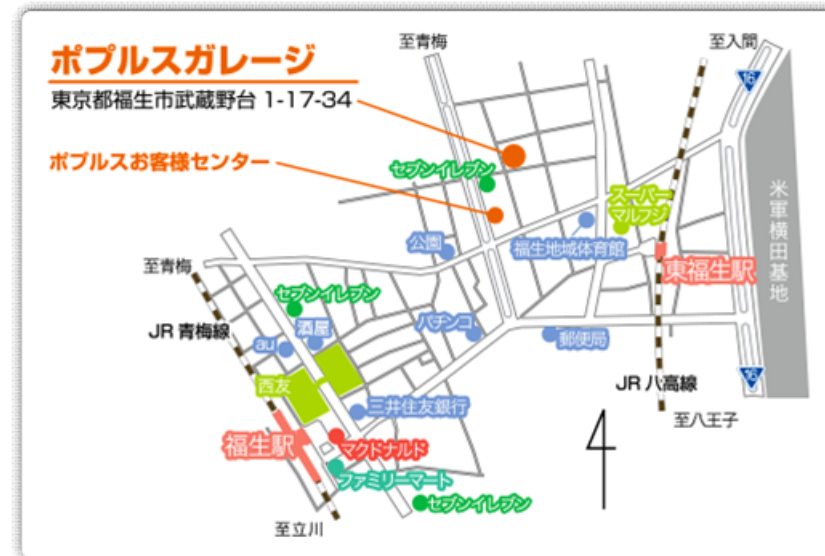 至青梅
至入間
ポプルスガレージ
東京都福生市武蔵野台 1-17-34
16
ポプルスお客様センター
セブンイレブン
スーパー
マルフジ
米軍横田基地
公園
福生地域体育館
東福生駅
至青梅
セブンイレブン
JR 青梅線
酒屋
au
パチンコ
郵便局
西友
JR 八高線
16
三井住友銀行
至八王子
福生駅
マクドナルド
ファミリーマート
セブンイレブン
至立川